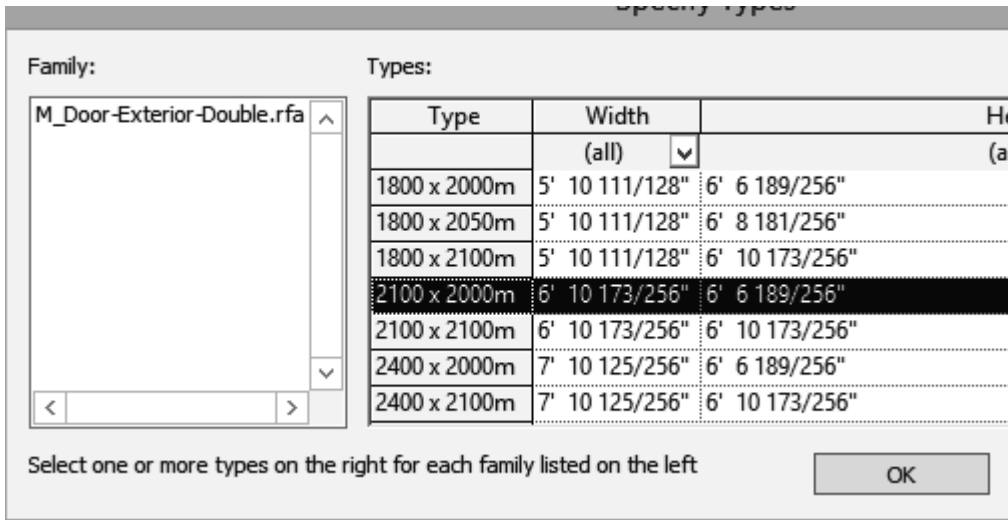 Specify Types
Family: Types:
M_Door-Exterior-Double.rfa
Type Width
(all)
1800 x 2000m 5' 10 111/128" 6' 6 189/256"
1800 x 2050m 5' 10 111/128" 6' 8 181/256"
1800 x 2100m 5' 10 111/128" 6' 10 173/256"
2100 x 2000m 6' 10 173/256" 6' 6 189/256"
2100 x 2100m 6' 10 173/256" 6' 10 173/256"
2400 x 2000m 7' 10 125/256" 6' 6 189/256"
2400 x 2100m 7' 10 125/256" 6' 10 173/256"
Select one or more types on the right for each family listed on the left
OK